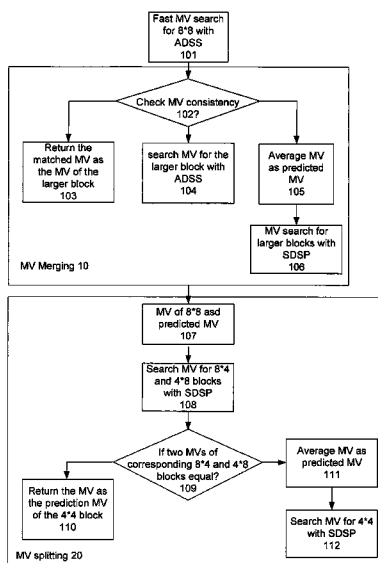 Fast MV search
for 8*8 with
ADSS
101
Check MV consistency
102?
Return the
matched MV as
the MV of the
larger block
103
search MV for the
larger block with
ADSS
104
Average MV
as predicted
MV
105
MV search for
larger blocks with
SDSP
106
MV Merging 10
MV of 8*8 asd
predicted MV
107
Search MV for 8*4
and 4*8 blocks
with SDSP
108
If two MVs of
corresponding 8*4 and 4*8
blocks equal?
109
Return the MV as
the prediction MV
of the 4*4 block
110
Average MV as
predicted MV
111
Search MV for 4*4
with SDSP
112
MV splitting 20